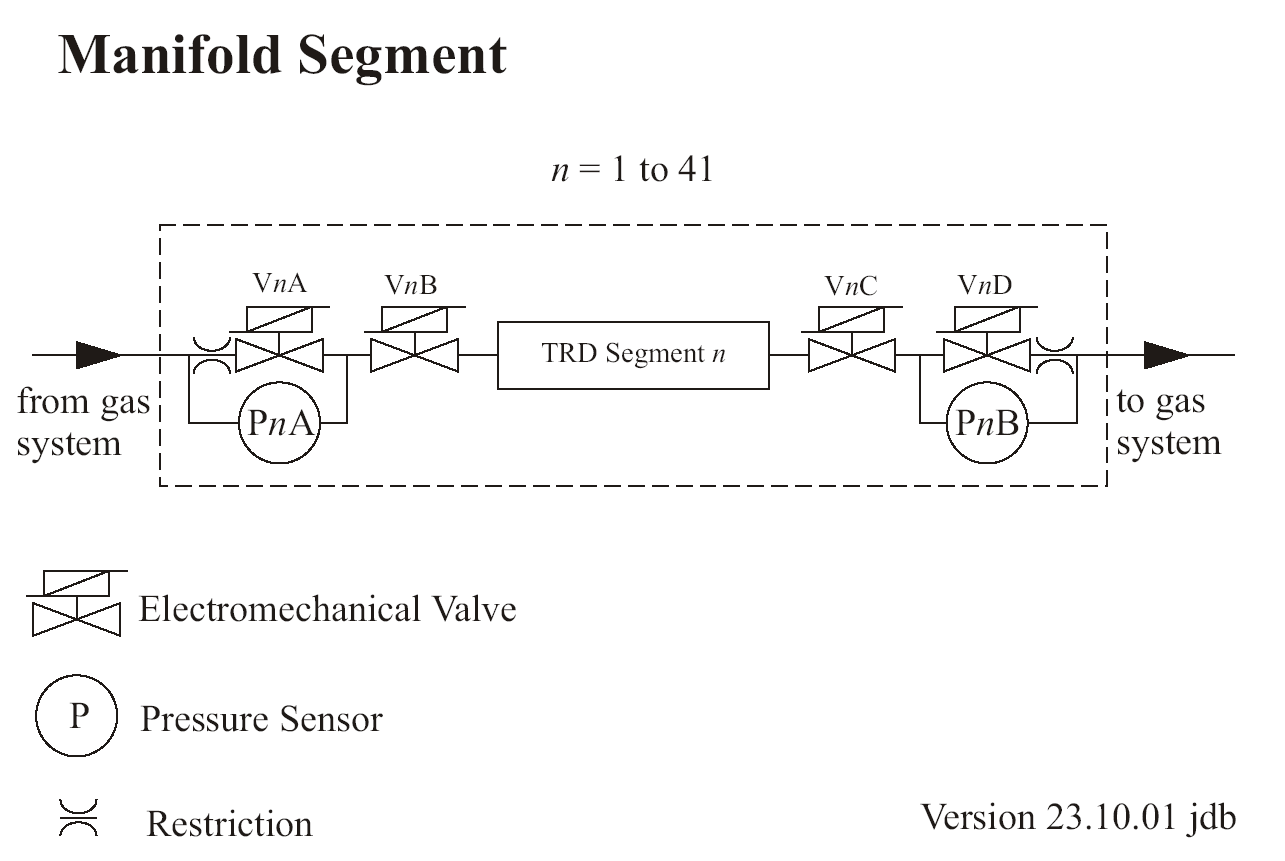 Manifold Segment
n = 1 to 41
VnA
VnB
VnC
VnD
TRD Segment n
from gas
system
PnA
PnB
to gas
system
Electromechanical Valve
P
Pressure Sensor
Restriction
Version 23.10.01 jdb